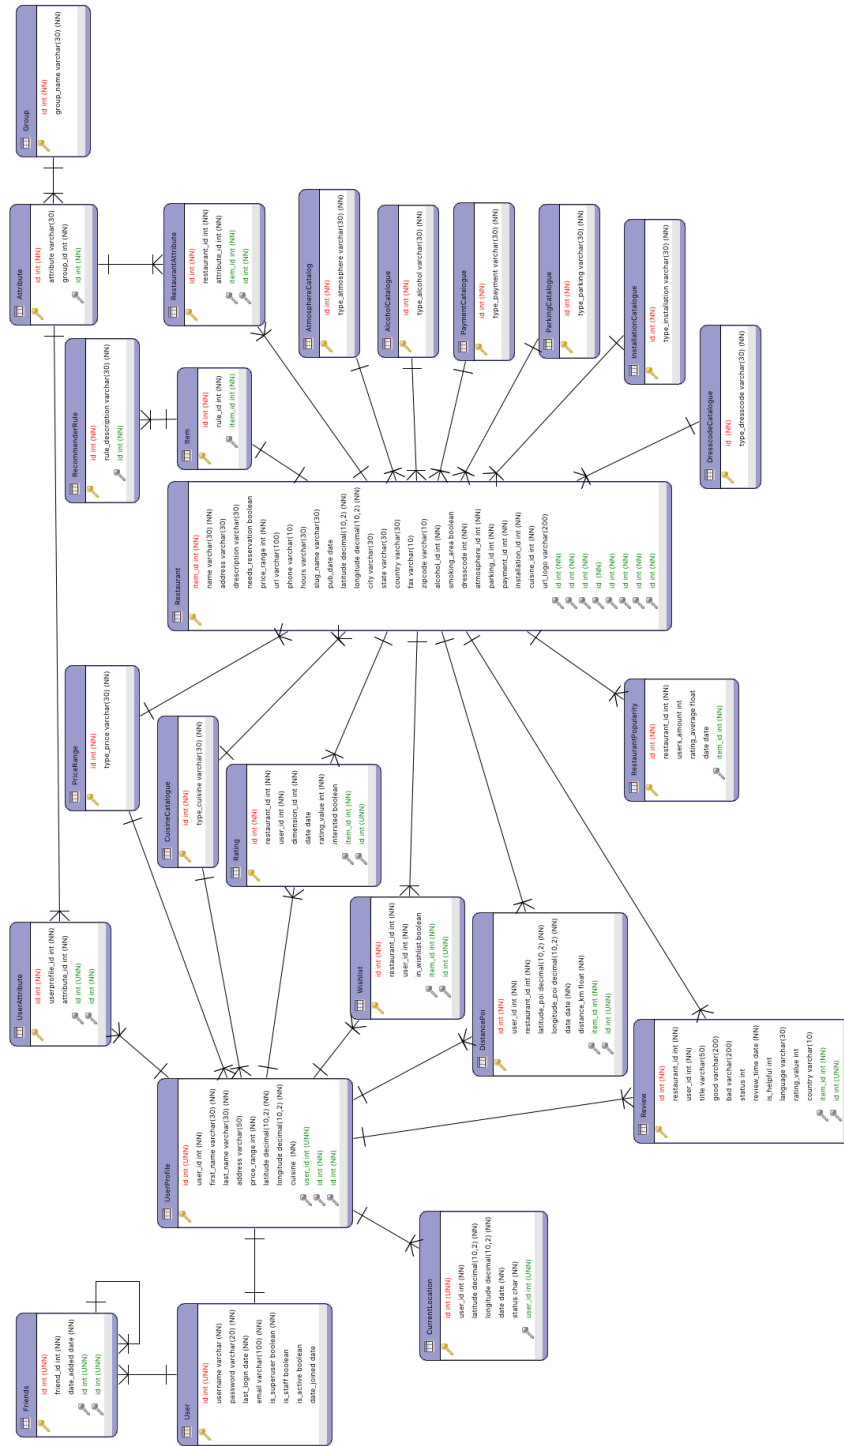 Group
id int (NN)
group_name varchar(30) (NN)
Attribute
id int (NN)
attribute varchar(30)
group_id int (NN)
id int (NN)
RestaurantAttribute
id int (NN)
restaurant_id int (NN)
attribute_id int (NN)
item_id int (NN)
id int (NN)
AtmosphereCatalog
id int (NN)
type_atmosphere varchar(30) (NN)
AlcoholCatalogue
id int (NN)
type_alcohol varchar(30) (NN)
PaymentCatalogue
id int (NN)
type_payment varchar(30) (NN)
ParkingCatalogue
id int (NN)
type_parking varchar(30) (NN)
InstallationCatalogue
id int (NN)
type_installation varchar(30) (NN)
DresscodeCatalogue
id (NN)
type_dresscode varchar(30) (NN)
RecommenderRule
id int (NN)
rule_description varchar(30) (NN)
id int (NN)
Item
id int (NN)
rule_id int (NN)
item_id int (NN)
Restaurant
item_id int (NN)
name varchar(30) (NN)
address varchar(30)
drescription varchar(30)
needs_reservation boolean
price_range int (NN)
url varchar(100)
phone varchar(10)
hours varchar(30)
slug_name varchar(30)
pub_date date
latitude decimal(10,2) (NN)
longitude decimal(10,2) (NN)
city varchar(30)
state varchar(30)
country varchar(30)
fax varchar(10)
zipcode varchar(10)
alcohol_id int (NN)
smoking_area boolean
dresscode int (NN)
atmosphere_id int (NN)
parking_id int (NN)
payment_id int (NN)
installation_id int (NN)
cuisine_id int (NN)
url_logo varchar(200)
id int (NN)
id int (NN)
id int (NN)
id (NN)
id int (NN)
id int (NN)
id int (NN)
id int (NN)
PriceRange
id int (NN)
type_price varchar(30) (NN)
CuisineCatalogue
id int (NN)
type_cuisine varchar(30) (NN)
Rating
id int (NN)
restaurant_id int (NN)
user_id int (NN)
dimension_id int (NN)
date date
rating_value int (NN)
intersted boolean
item_id int (NN)
id int (UNN)
RestaurantPopularity
id int (NN)
restaurant_id int (NN)
users_amount int
rating_average float
date date
item_id int (NN)
UserAttribute
id int (NN)
userprofile_id int (NN)
attribute_id int (NN)
id int (UNN)
id int (NN)
Wishlist
id int (NN)
restaurant_id int (NN)
user_id int (NN)
in_wishlist boolean
item_id int (NN)
id int (UNN)
DistancePoi
id int (NN)
user_id int (NN)
restaurant_id int (NN)
latitude_poi decimal(10,2) (NN)
longitude_poi decimal(10,2) (NN)
date date (NN)
distance_km float (NN)
item_id int (NN)
id int (UNN)
Review
id int (NN)
restaurant_id int (NN)
user_id int (NN)
title varchar(50)
good varchar(200)
bad varchar(200)
status int
review_time date (NN)
is_helpful int
language varchar(30)
rating_value int
country varchar(10)
item_id int (NN)
id int (UNN)
UserProfile
id int (UNN)
user_id int (NN)
first_name varchar(30) (NN)
last_name varchar(30) (NN)
address varchar(50)
price_range int (NN)
latitude decimal(10,2) (NN)
longitude decimal(10,2) (NN)
cuisine (NN)
user_id int (UNN)
id int (NN)
id int (NN)
CurrentLocation
id int (UNN)
user_id int (NN)
latitude decimal(10,2) (NN)
longitude decimal(10,2) (NN)
date date (NN)
status char (NN)
user_id int (UNN)
Friends
id int (UNN)
friend_id int (NN)
date_added date (NN)
id int (UNN)
id int (UNN)
User
id int (UNN)
username varchar (NN)
password varchar(20) (NN)
last_login date (NN)
email varchar(100) (NN)
is_superuser boolean (NN)
is_staff boolean
is_active boolean
date_joined date